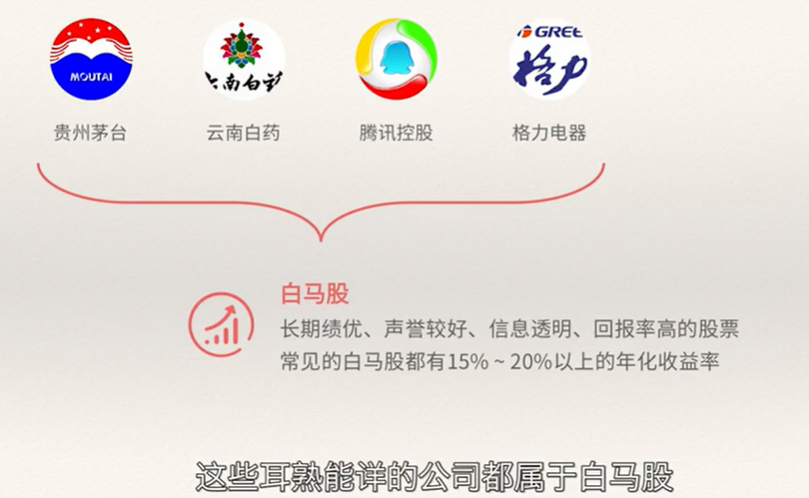 MOUTAI
云南白药
GREE
格力
贵州茅台
云南白药
腾讯控股
格力电器
白马股
长期绩优、声誉较好、信息透明、回报率高的股票
常见的白马股都有15% ~ 20%以上的年化收益率
这些耳熟能详的公司都属于白马股